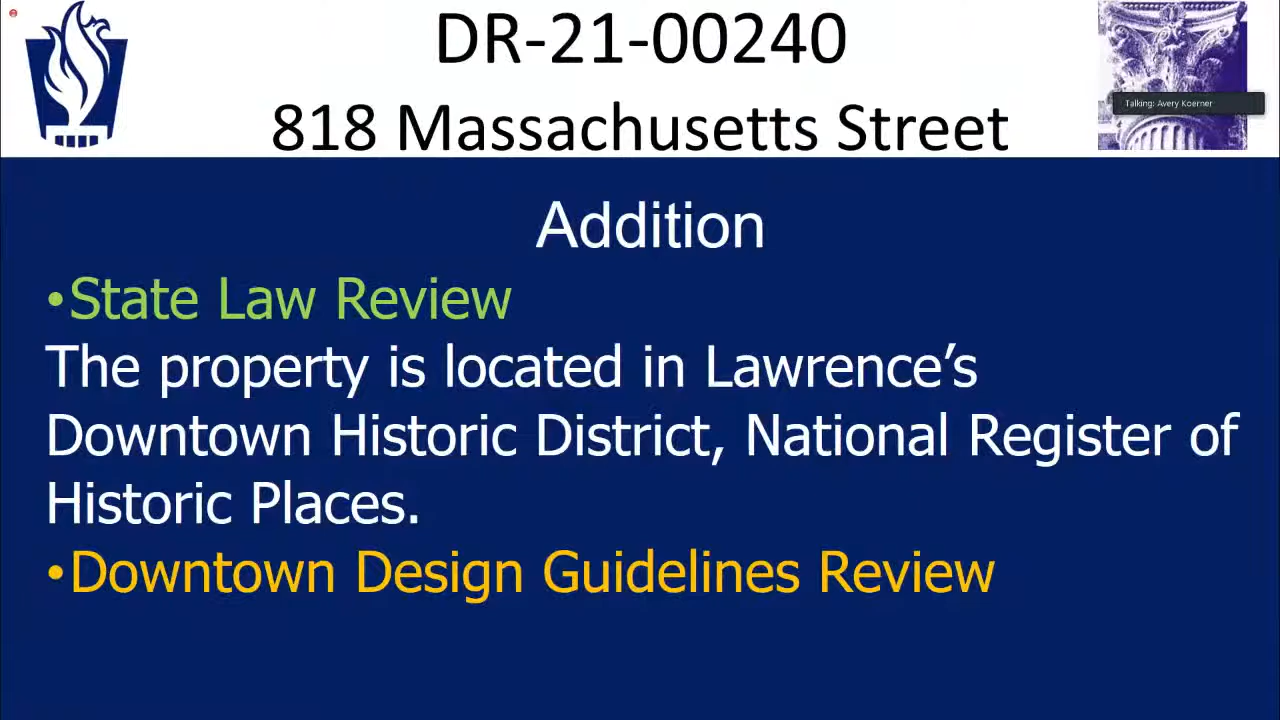 DR-21-00240
818 Massachusetts Street
Talking: Avery Koerner
Addition
•State Law Review
The property is located in Lawrence’s
Downtown Historic District, National Register of
Historic Places.
•Downtown Design Guidelines Review